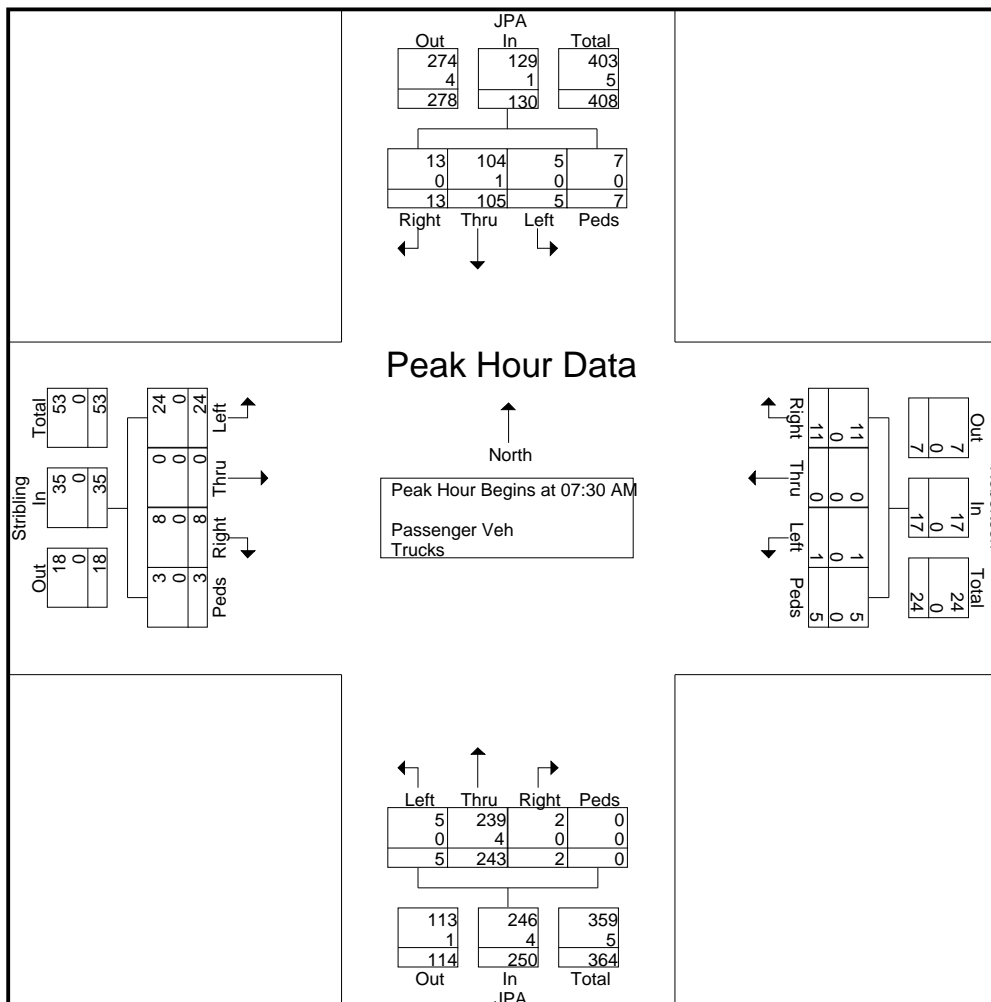 JPA
Out In Total
274 129 403
4 1 5
278 130 408
13 104 5 7
0 1 0 0
13 105 5 7
Right Thru Left Peds
Peak Hour Data
North
Peak Hour Begins at 07:30 AM
Passenger Veh
Trucks
Stribling
Total In Out
53 35 18
0 0 0
53 35 18
24 0 8 3
0 0 0 0
24 0 8 3
Left Thru Right Peds
Out In Total
7 17 24
0 0 0
7 17 24
11 0 1 5
0 0 0 0
11 0 1 5
Right Thru Left Peds
Left Thru Right Peds
5 239 2 0
0 4 0 0
5 243 2 0
113 246 359
1 4 5
114 250 364
Out In Total
JPA